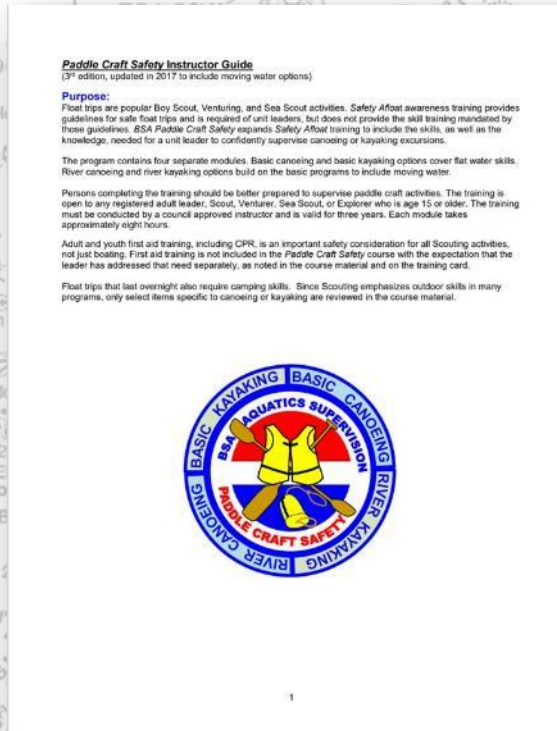 Paddle Craft Safety Instructor Guide
(3rd edition, updated in 2017 to include moving water options)
Purpose:
Float trips are popular Boy Scout, Venturing, and Sea Scout activities. Safety Afloat awareness training provides
guidelines for safe float trips and is required of unit leaders, but does not provide the skill training mandated by
those guidelines. BSA Paddle Craft Safety expands Safety Afloat training to include the skills, as well as the
knowledge, needed for a unit leader to confidently supervise canoeing or kayaking excursions.
The program contains four separate modules. Basic canoeing and basic kayaking options cover flat water skills.
River canoeing and river kayaking options build on the basic programs to include moving water.
Persons completing the training should be better prepared to supervise paddle craft activities. The training is
open to any registered adult leader, Scout, Venturer, Sea Scout, or Explorer who is age 15 or older. The training
must be conducted by a council approved instructor and is valid for three years. Each module takes
approximately eight hours.
Adult and youth first aid training, including CPR, is an important safety consideration for all Scouting activities,
not just boating. First aid training is not included in the Paddle Craft Safety course with the expectation that the
leader has addressed that need separately, as noted in the course material and on the training card.
Float trips that last overnight also require camping skills. Since Scouting emphasizes outdoor skills in many
programs, only select items specific to canoeing or kayaking are reviewed in the course material.
BASIC KAYAKING
BASIC CANOEING
RIVER KAYAKING
RIVER CANOEING
BSA AQUATICS SUPERVISION
PADDLE CRAFT SAFETY
1